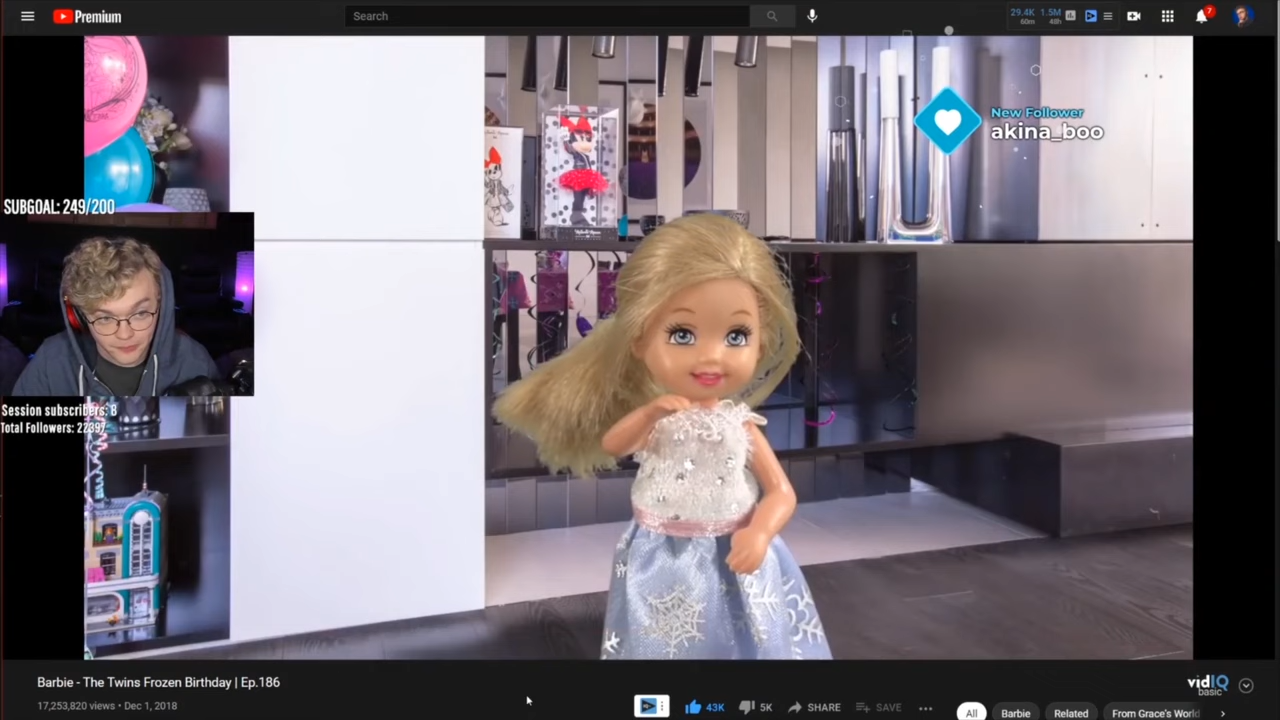 Premium
Search
29.4K 1.5M
60m 48h
7
New Follower
akina_boo
SUBGOAL: 249/200
Session subscribers: 8
Total Followers: 22397
Barbie - The Twins Frozen Birthday | Ep.186
17,253,820 views • Dec 1, 2018
43K
5K
SHARE
SAVE
vidIQ
basic
All
Barbie
Related
From Grace's World